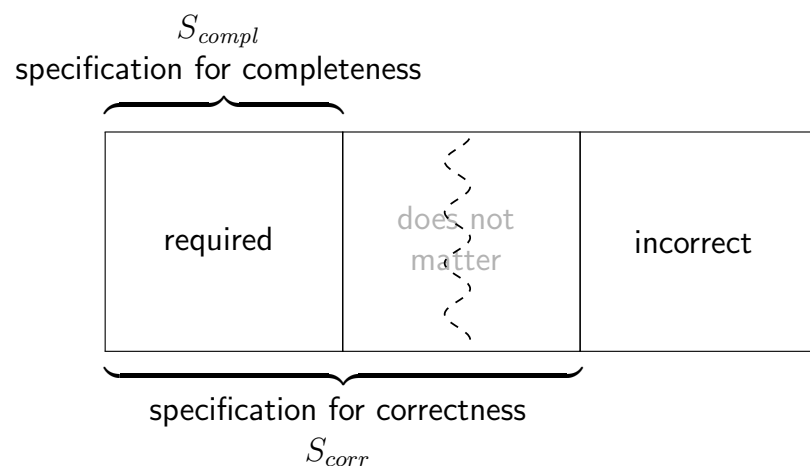 S_compl
specification for completeness
required
does not
matter
incorrect
specification for correctness
S_corr